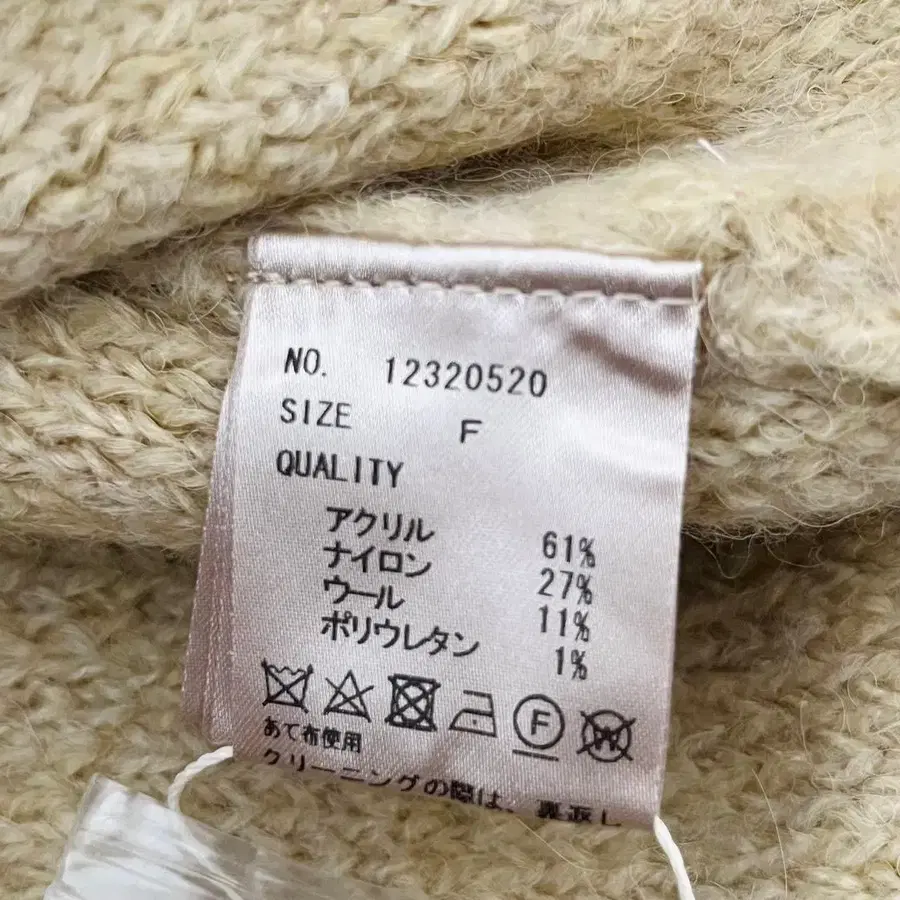 NO. 12320520
SIZE F
QUALITY
アクリル 61%
ナイロン 27%
ウール 11%
ポリウレタン 1%
F W
あて布使用
クリーニングの際は、裏返し